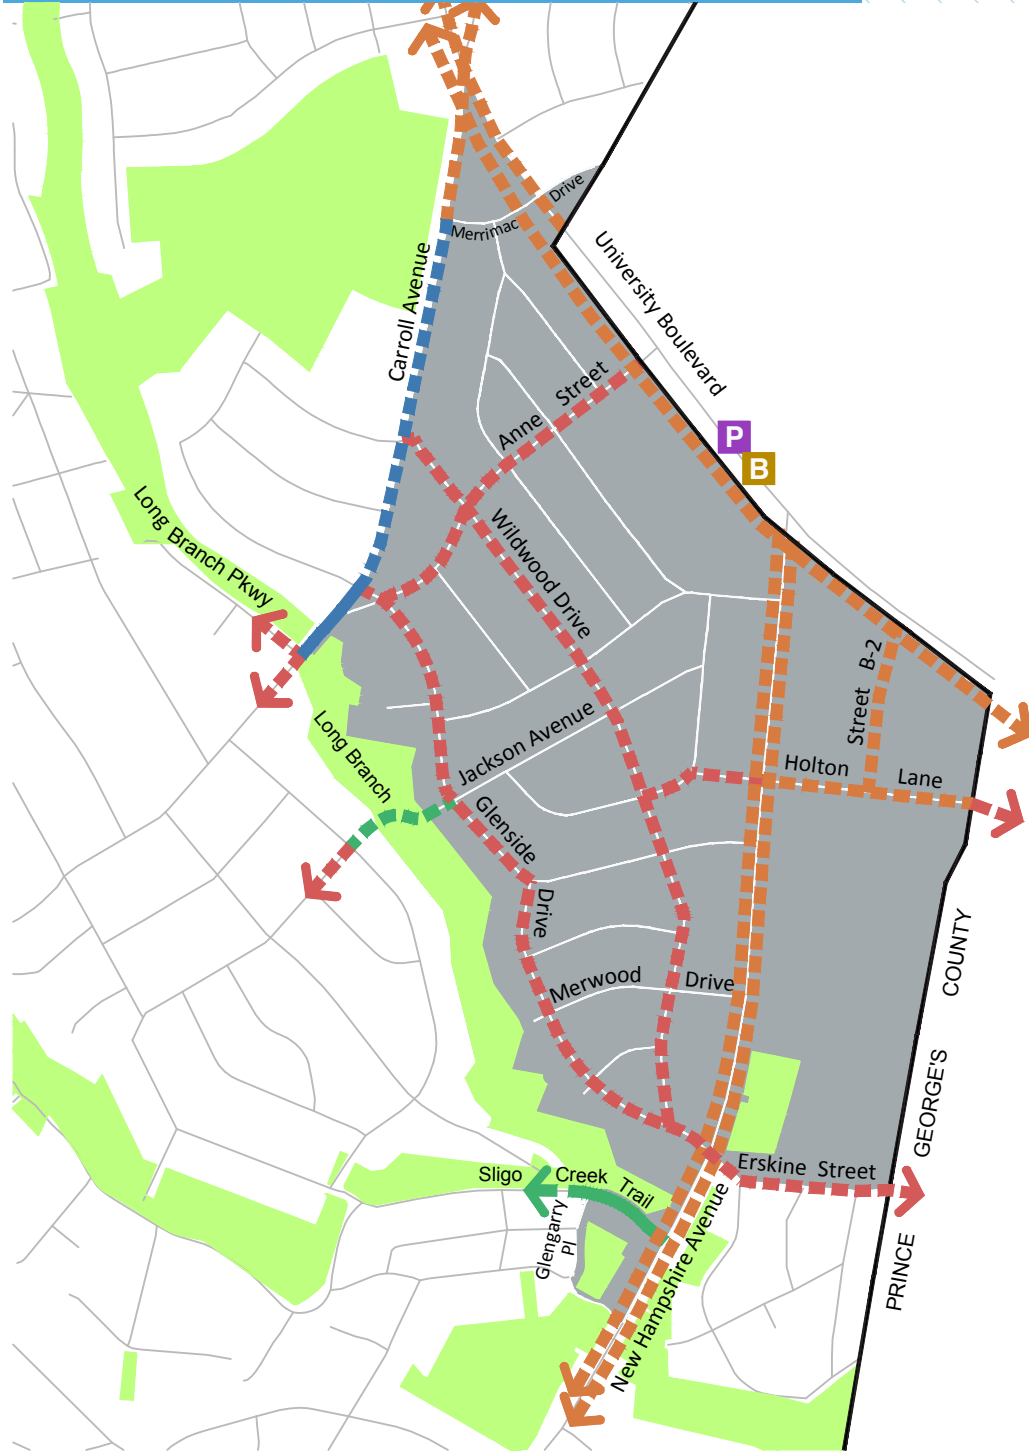 Drive
Merrimac
University Boulevard
Carroll Avenue
Anne Street
P
B
Long Branch Pkwy
Wildwood Drive
Street B-2
Jackson Avenue
Long Branch
Holton Lane
Glenside
Drive
Merwood Drive
COUNTY
GEORGE'S
PRINCE
Erskine Street
Sligo Creek Trail
Glengarry
Pl
New Hampshire Avenue